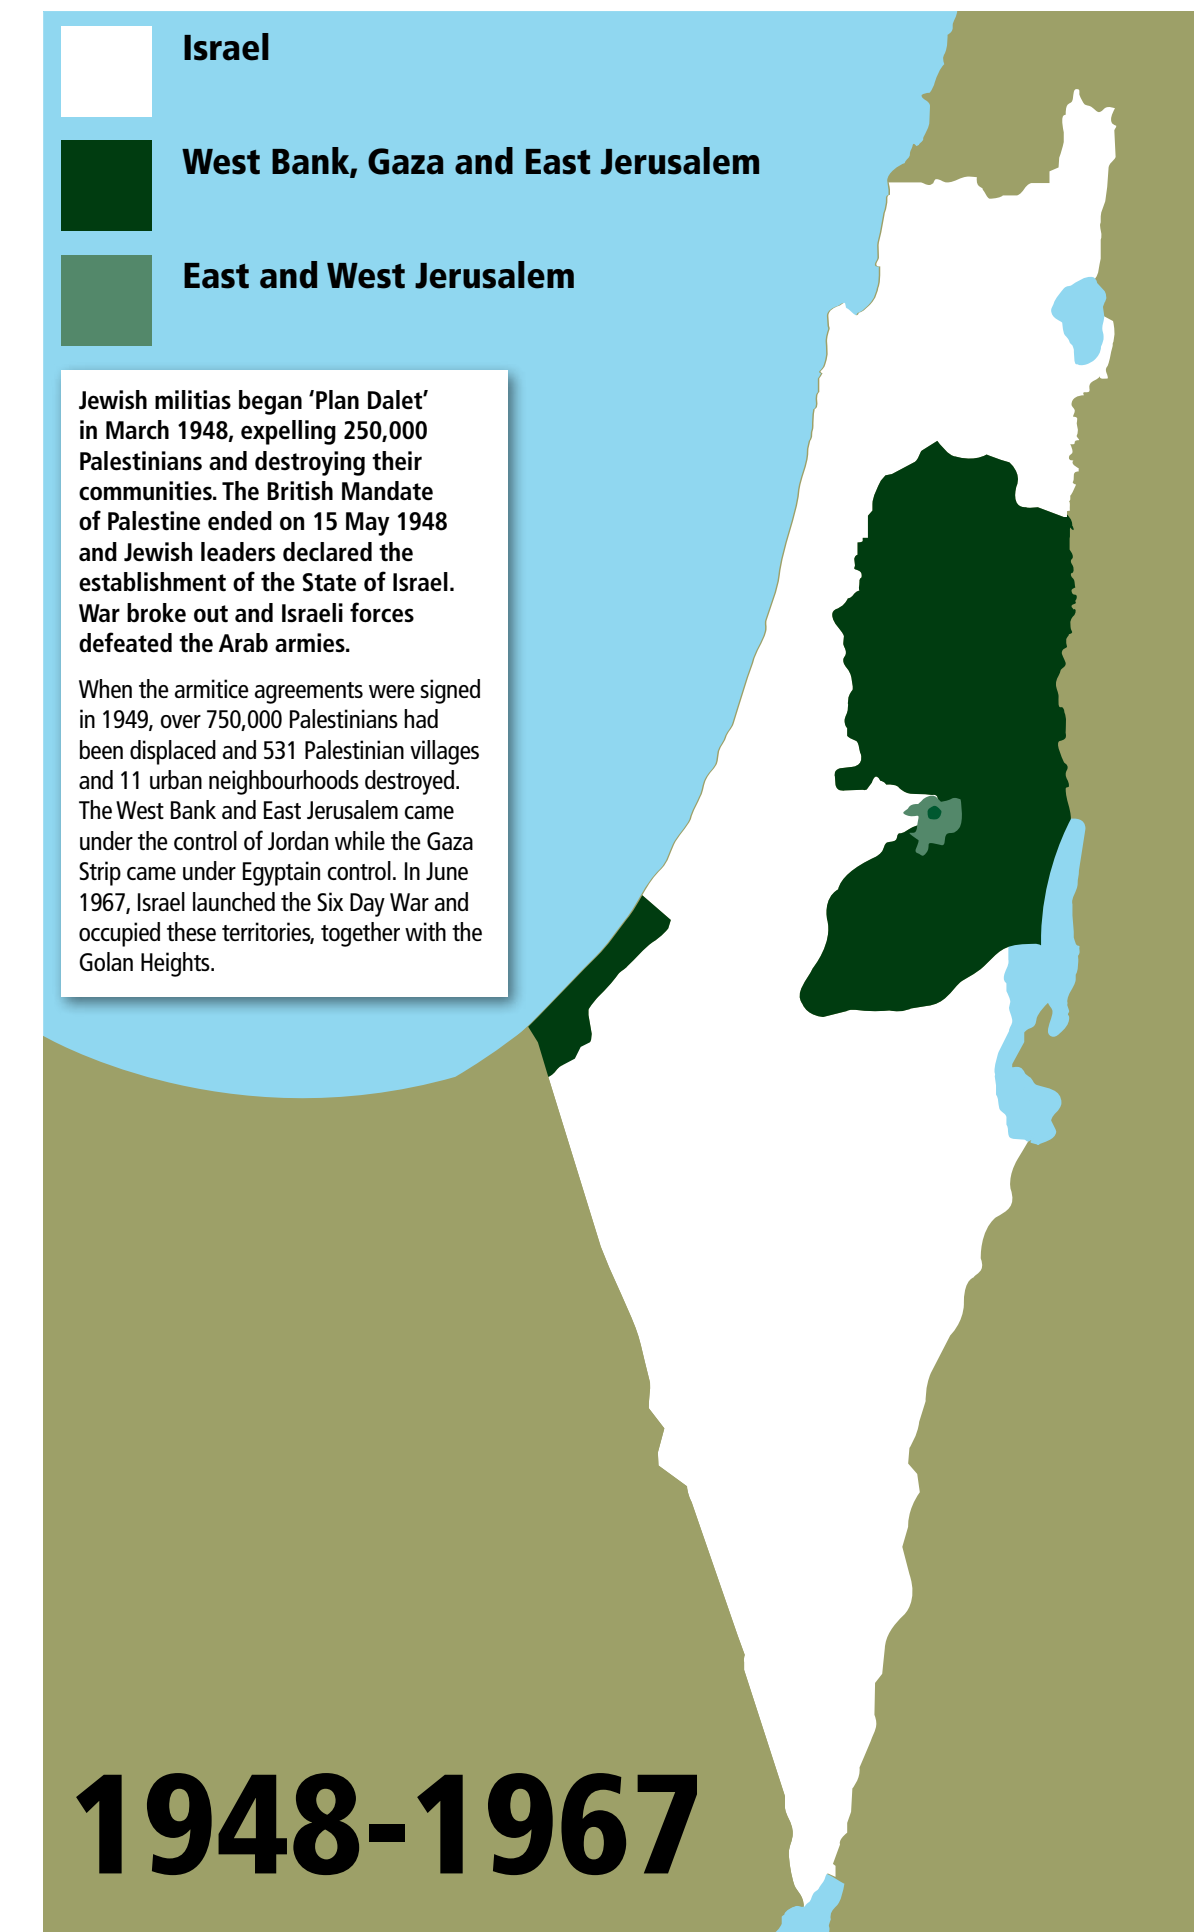 Israel
West Bank, Gaza and East Jerusalem
East and West Jerusalem
Jewish militias began ‘Plan Dalet’
in March 1948, expelling 250,000
Palestinians and destroying their
communities. The British Mandate
of Palestine ended on 15 May 1948
and Jewish leaders declared the
establishment of the State of Israel.
War broke out and Israeli forces
defeated the Arab armies.
When the armitice agreements were signed
in 1949, over 750,000 Palestinians had
been displaced and 531 Palestinian villages
and 11 urban neighbourhoods destroyed.
The West Bank and East Jerusalem came
under the control of Jordan while the Gaza
Strip came under Egyptain control. In June
1967, Israel launched the Six Day War and
occupied these territories, together with the
Golan Heights.
1948-1967